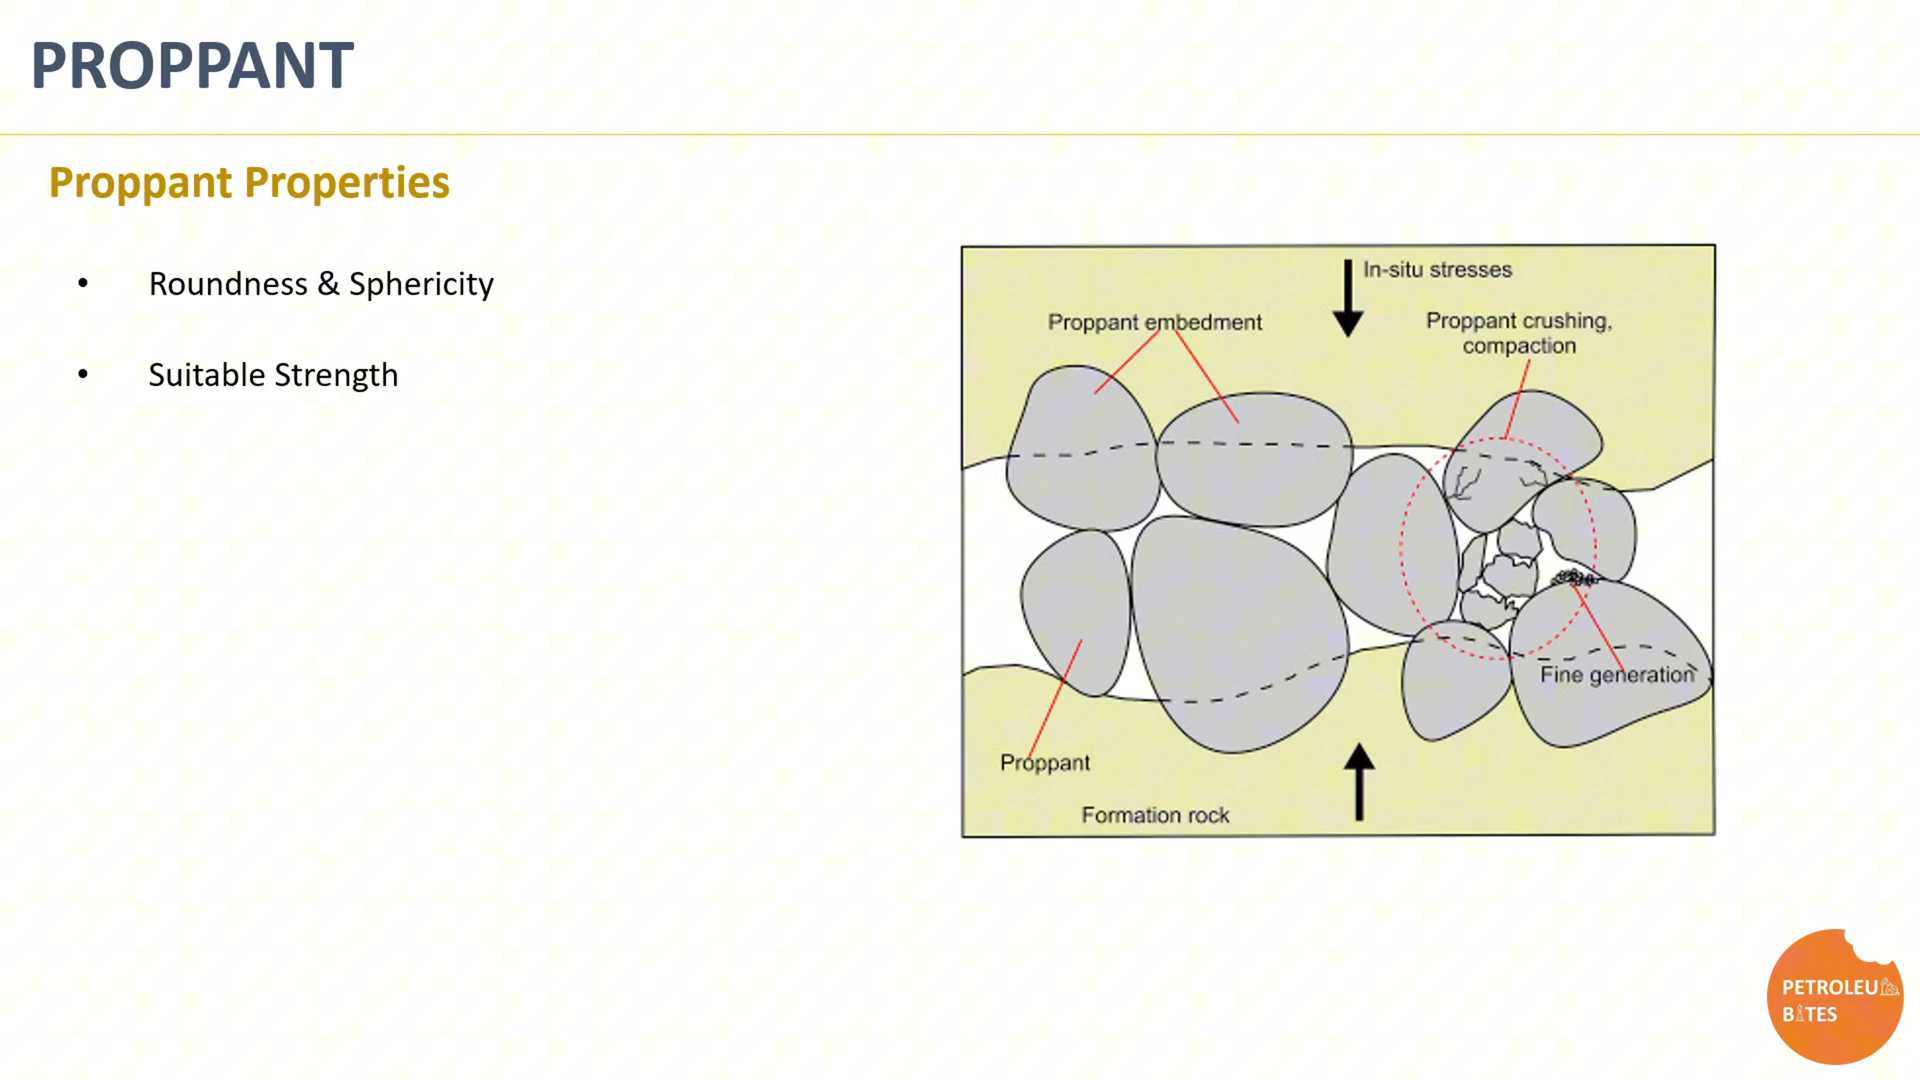 PROPPANT
Proppant Properties
• Roundness & Sphericity
• Suitable Strength
In-situ stresses
Proppant embedment
Proppant crushing,
compaction
Fine generation
Proppant
Formation rock
PETROLEU
BITES